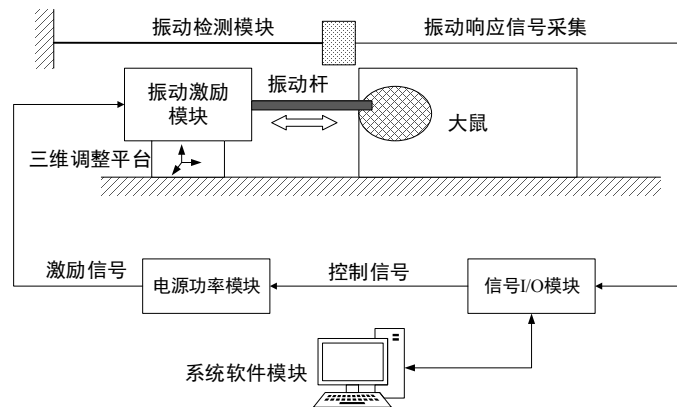 振动检测模块
振动响应信号采集
振动激励
模块
振动杆
大鼠
三维调整平台
激励信号
电源功率模块
控制信号
信号I/O模块
系统软件模块